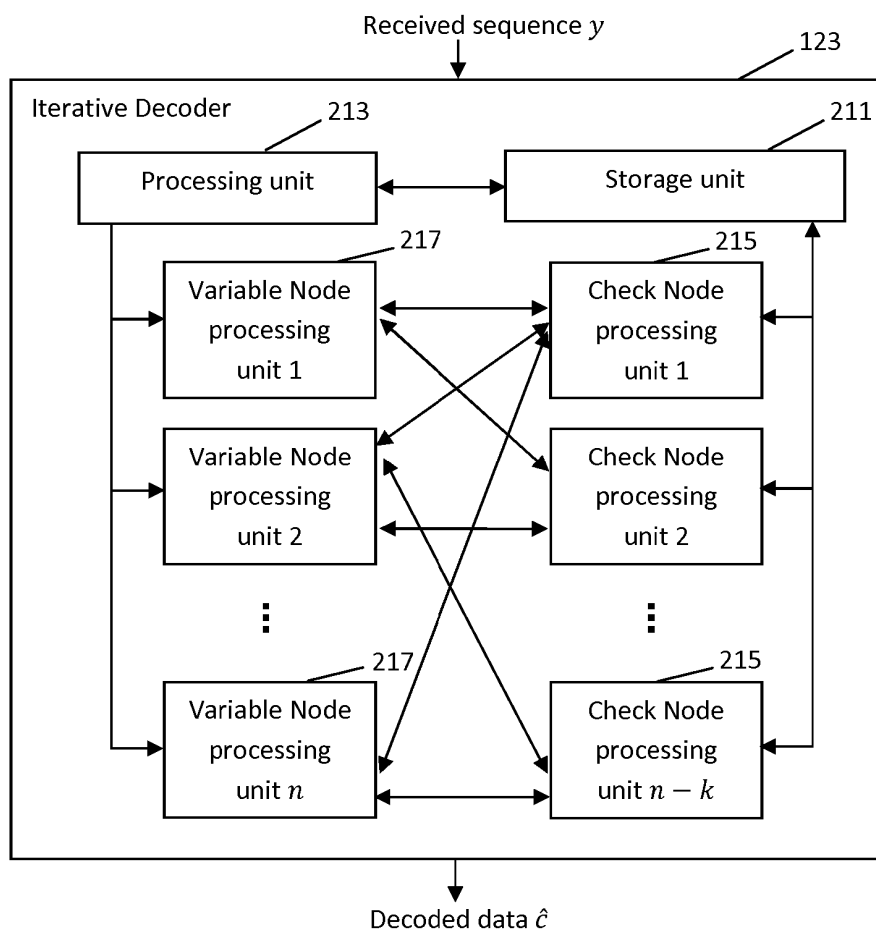 Received sequence y
123
Iterative Decoder
213
211
Processing unit
Storage unit
217
215
Variable Node
processing
unit 1
Check Node
processing
unit 1
Variable Node
processing
unit 2
Check Node
processing
unit 2
217
215
Variable Node
processing
unit n
Check Node
processing
unit n − k
Decoded data ĉ